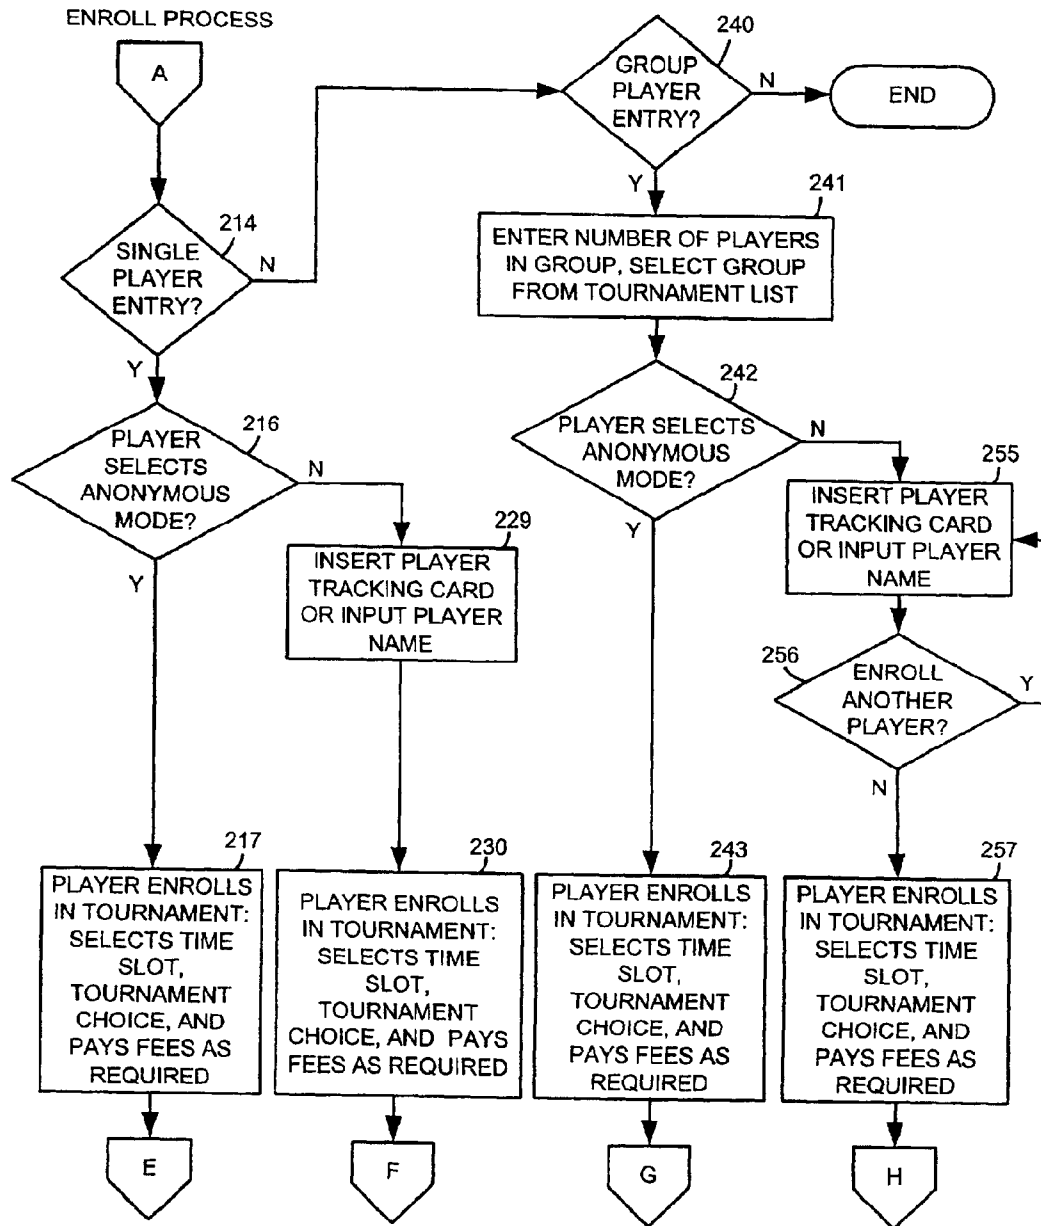 ENROLL PROCESS
A
214
SINGLE
PLAYER
ENTRY?
N
Y
240
GROUP
PLAYER
ENTRY?
N
END
Y
241
ENTER NUMBER OF PLAYERS
IN GROUP, SELECT GROUP
FROM TOURNAMENT LIST
216
PLAYER
SELECTS
ANONYMOUS
MODE?
N
Y
229
INSERT PLAYER
TRACKING CARD
OR INPUT PLAYER
NAME
242
PLAYER SELECTS
ANONYMOUS
MODE?
N
Y
255
INSERT PLAYER
TRACKING CARD
OR INPUT PLAYER
NAME
256
ENROLL
ANOTHER
PLAYER?
Y
N
217
PLAYER ENROLLS
IN TOURNAMENT:
SELECTS TIME
SLOT,
TOURNAMENT
CHOICE, AND
PAYS FEES AS
REQUIRED
E
230
PLAYER ENROLLS
IN TOURNAMENT:
SELECTS TIME
SLOT,
TOURNAMENT
CHOICE, AND PAYS
FEES AS REQUIRED
F
243
PLAYER ENROLLS
IN TOURNAMENT:
SELECTS TIME
SLOT,
TOURNAMENT
CHOICE, AND
PAYS FEES AS
REQUIRED
G
257
PLAYER ENROLLS
IN TOURNAMENT:
SELECTS TIME
SLOT,
TOURNAMENT
CHOICE, AND
PAYS FEES AS
REQUIRED
H